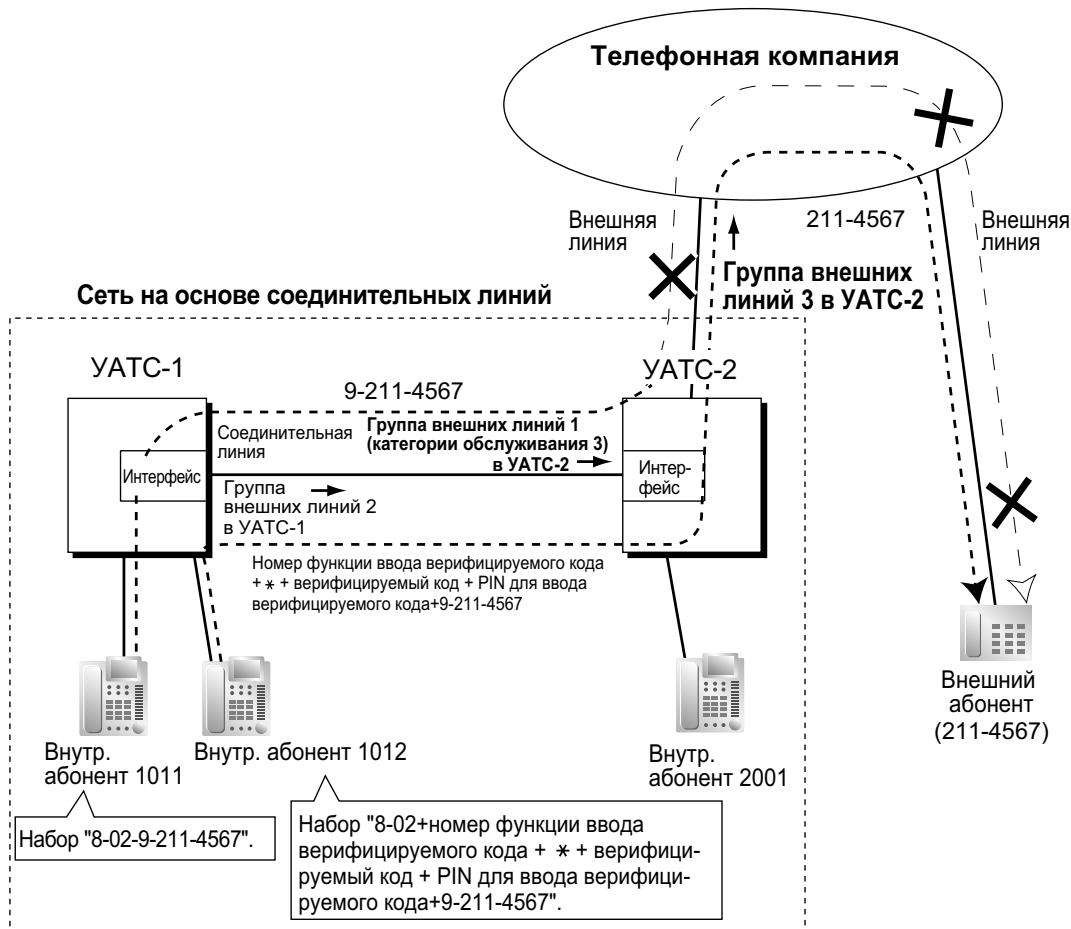 Телефонная компания
Внешняя
линия
211-4567
Внешняя
линия
Группа внешних
линий 3 в УАТС-2
Сеть на основе соединительных линий
УАТС-1
УАТС-2
9-211-4567
Соединительная
линия
Группа внешних линий 1
(категории обслуживания 3)
в УАТС-2
Интерфейс
Интер-
фейс
Группа
внешних линий 2
в УАТС-1
Номер функции ввода верифицируемого кода
+ * + верифицируемый код + PIN для ввода
верифицируемого кода+9-211-4567
Внутр.
абонент 1011
Внутр. абонент 1012
Внутр.
абонент 2001
Внешний
абонент
(211-4567)
Набор "8-02-9-211-4567".
Набор "8-02+номер функции ввода
верифицируемого кода + * + верифици-
руемый код + PIN для ввода верифици-
руемого кода+9-211-4567".